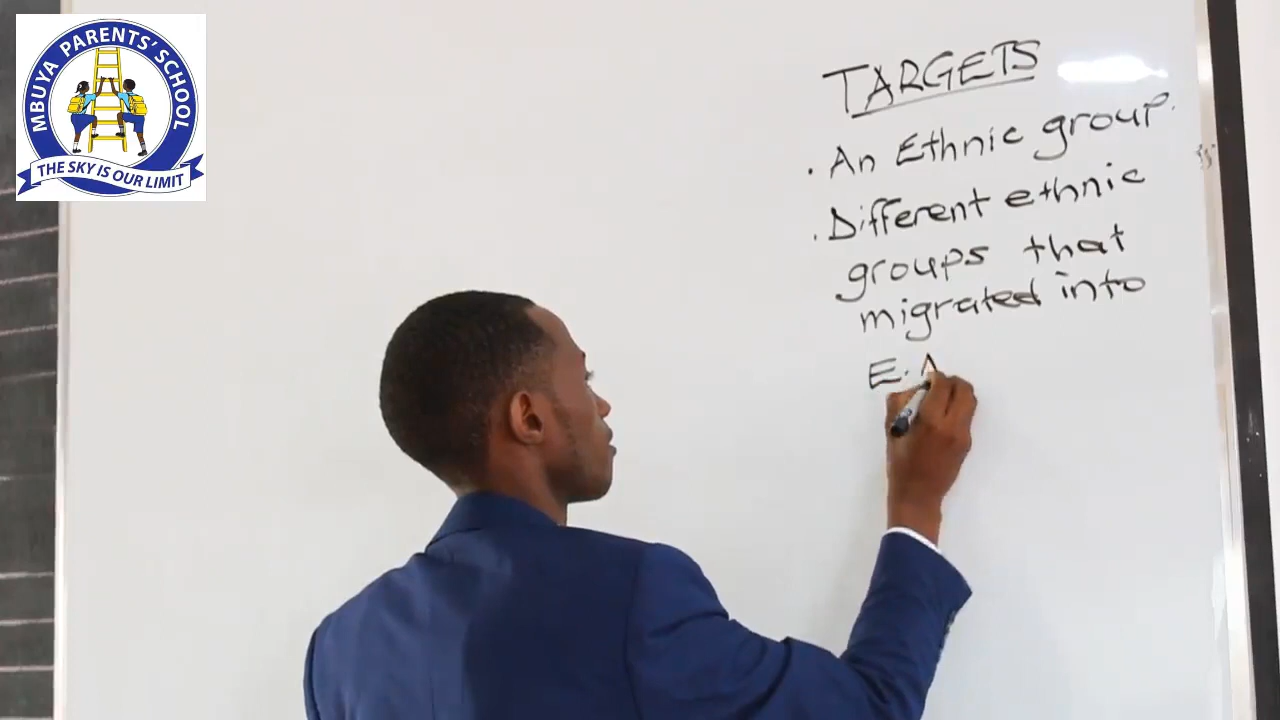 MBUYA PARENTS' SCHOOL
THE SKY IS OUR LIMIT
TARGETS
. An Ethnic group.
. Different ethnic
groups that
migrated into
E. A